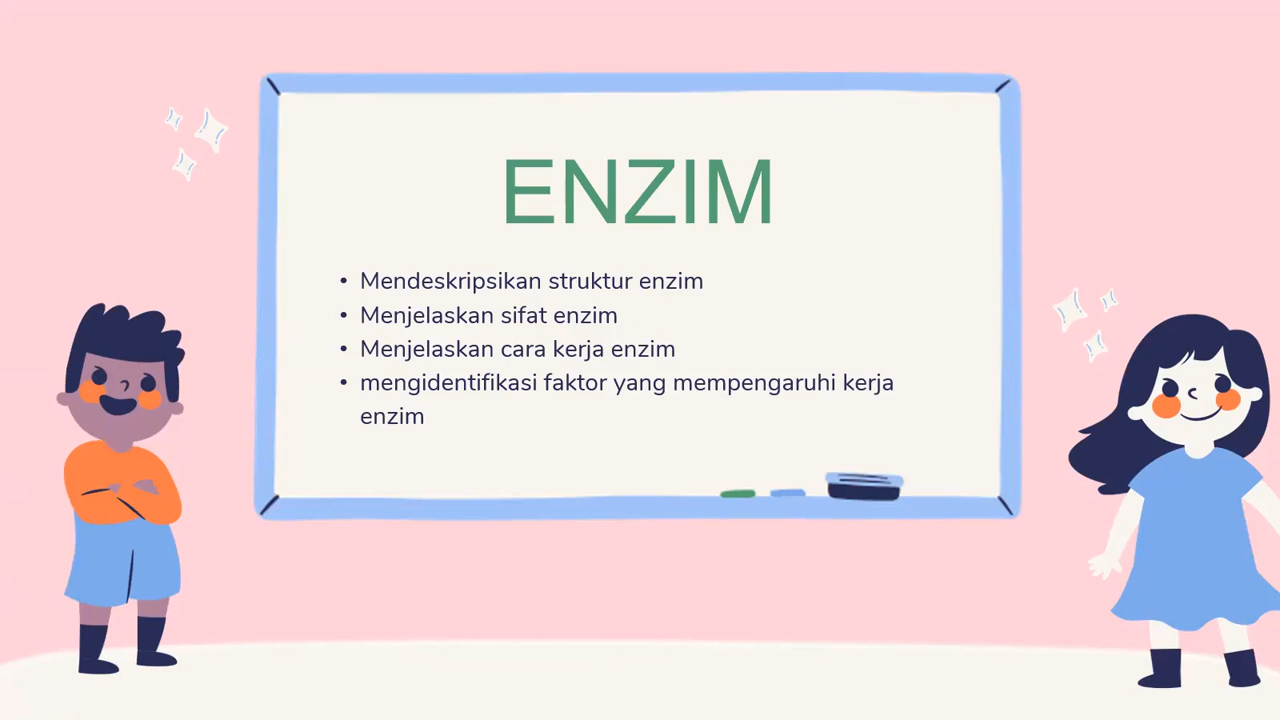 ENZIM
• Mendeskripsikan struktur enzim
• Menjelaskan sifat enzim
• Menjelaskan cara kerja enzim
• mengidentifikasi faktor yang mempengaruhi kerja
enzim